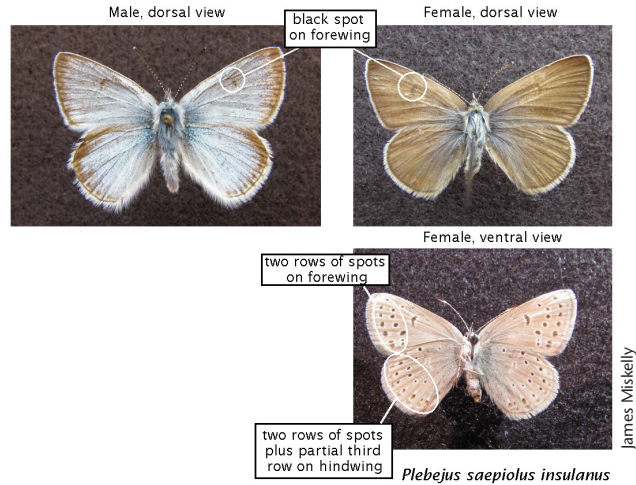 Male, dorsal view
black spot
on forewing
Female, dorsal view
Female, ventral view
two rows of spots
on forewing
two rows of spots
plus partial third
row on hindwing
James Miskelly
Plebejus saepiolus insulanus